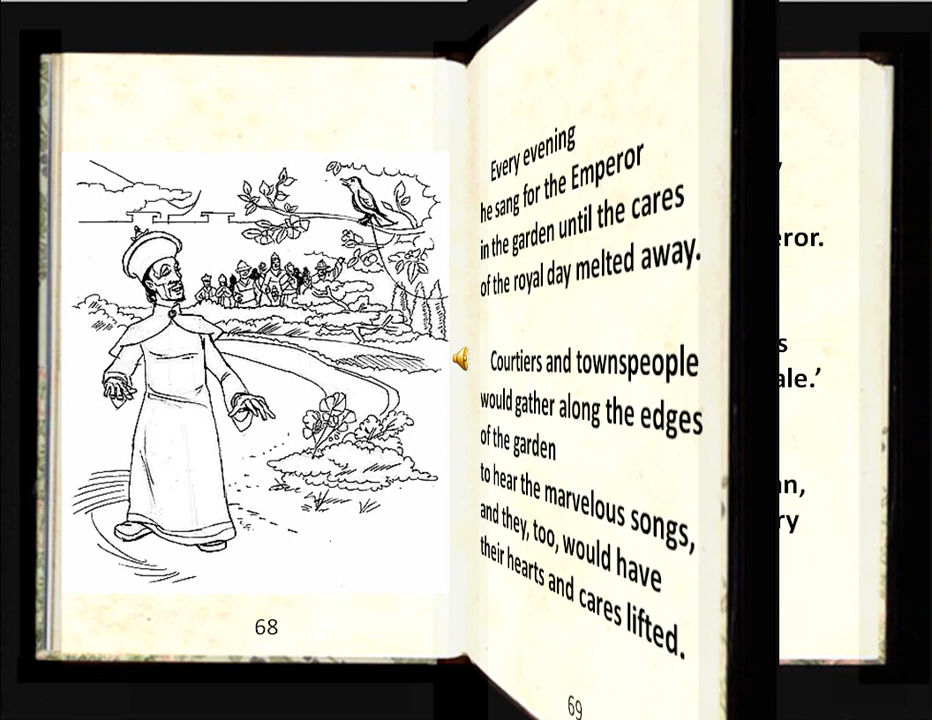 68
Every evening
he sang for the Emperor
in the garden until the cares
of the royal day melted away.
Courtiers and townspeople
would gather along the edges
of the garden
to hear the marvelous songs,
and they, too, would have
their hearts and cares lifted.
69